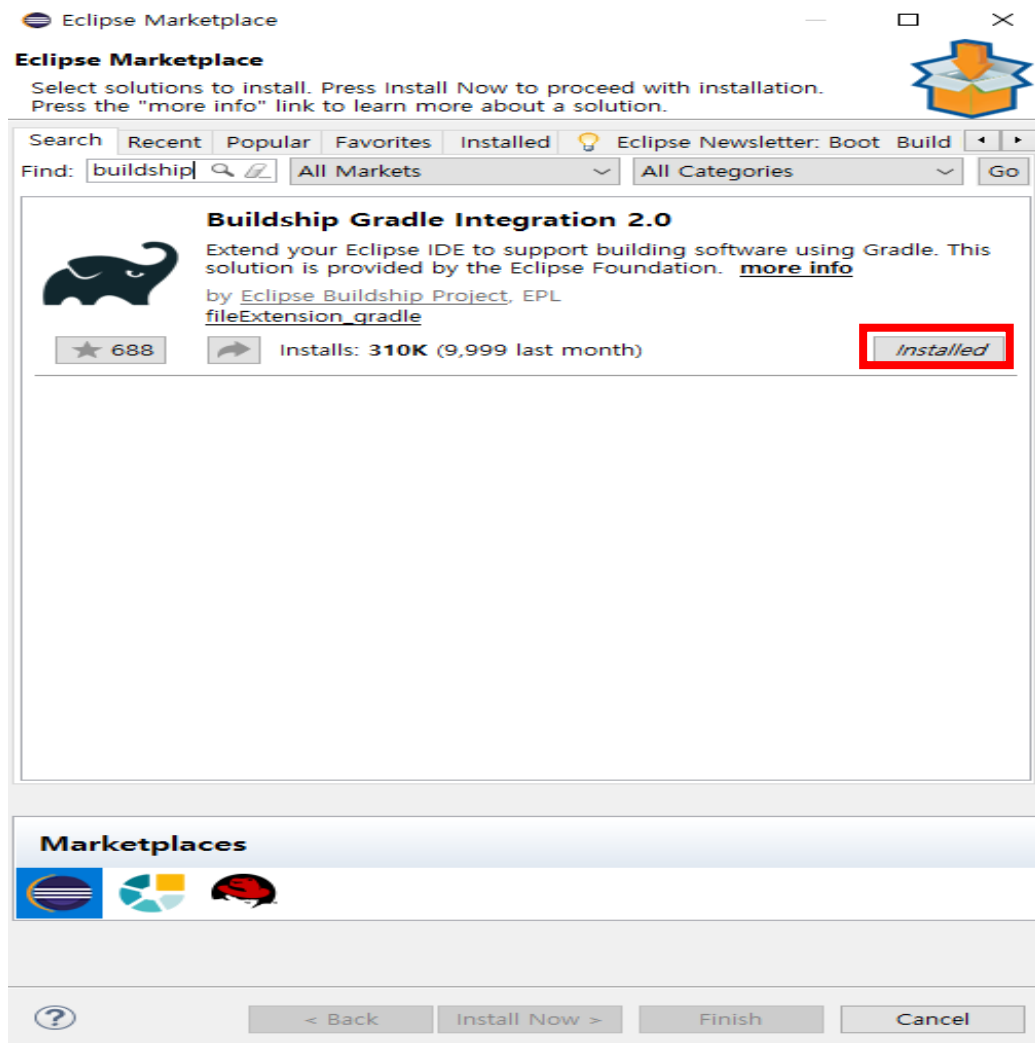 Eclipse Marketplace
Eclipse Marketplace
Select solutions to install. Press Install Now to proceed with installation.
Press the "more info" link to learn more about a solution.
Search Recent Popular Favorites Installed Eclipse Newsletter: Boot Build
Find: buildship All Markets All Categories Go
Buildship Gradle Integration 2.0
Extend your Eclipse IDE to support building software using Gradle. This
solution is provided by the Eclipse Foundation. more info
by Eclipse Buildship Project, EPL
fileExtension_gradle
688 Installs: 310K (9,999 last month) Installed
Marketplaces
? < Back Install Now > Finish Cancel